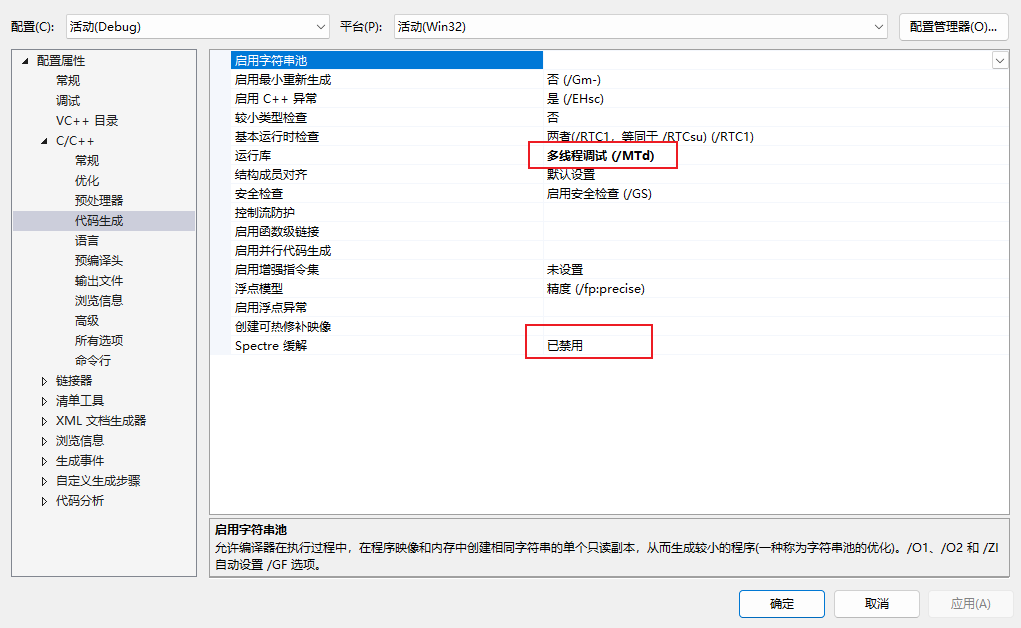 配置(C): 活动(Debug) 平台(P): 活动(Win32) 配置管理器(O)...
配置属性
常规
调试
VC++ 目录
C/C++
常规
优化
预处理器
代码生成
语言
预编译头
输出文件
浏览信息
高级
所有选项
命令行
链接器
清单工具
XML 文档生成器
浏览信息
生成事件
自定义生成步骤
代码分析
启用字符串池
启用最小重新生成 否 (/Gm-)
启用 C++ 异常 是 (/EHsc)
较小类型检查 否
基本运行时检查 两者(/RTC1，等同于 /RTCsu) (/RTC1)
运行库 多线程调试 (/MTd)
结构成员对齐 默认设置
安全检查 启用安全检查 (/GS)
控制流防护
启用函数级链接
启用并行代码生成
启用增强指令集 未设置
浮点模型 精度 (/fp:precise)
启用浮点异常
创建可热修补映像
Spectre 缓解 已禁用
启用字符串池
允许编译器在执行过程中，在程序映像和内存中创建相同字符串的单个只读副本，从而生成较小的程序(一种称为字符串池的优化)。/O1、/O2 和 /ZI
自动设置 /GF 选项。
确定 取消 应用(A)